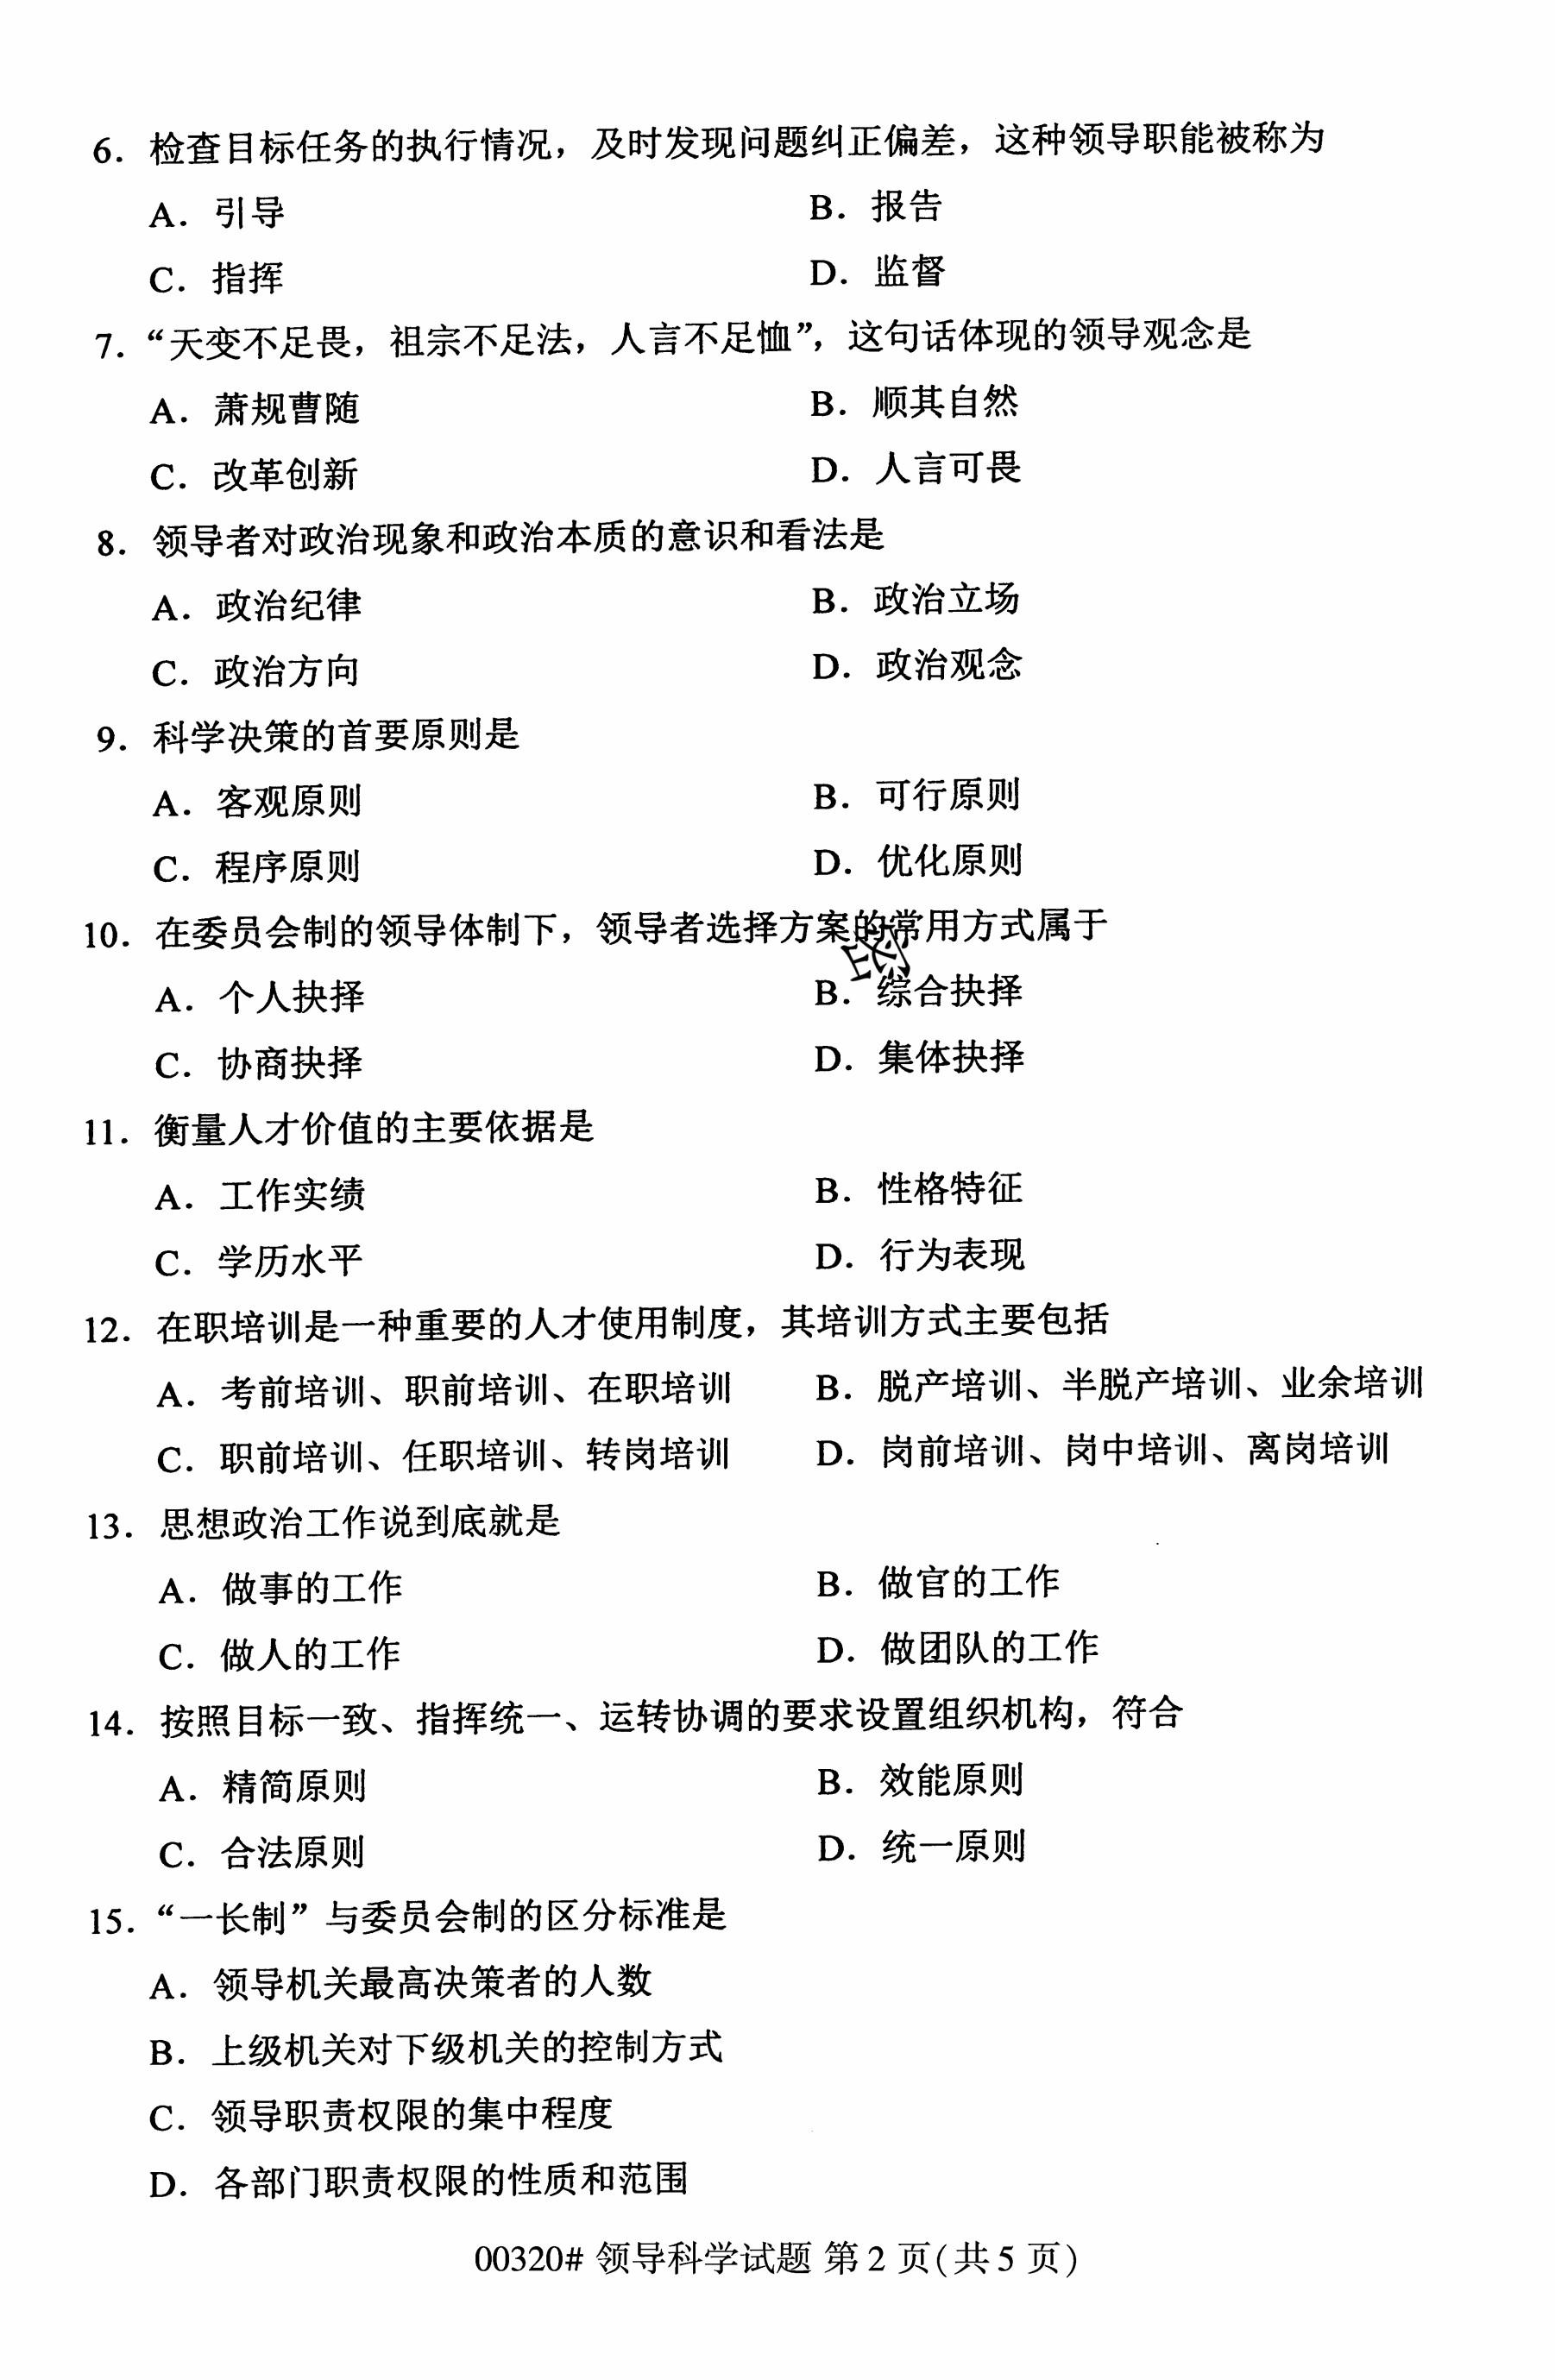 6. 检查目标任务的执行情况，及时发现问题纠正偏差，这种领导职能被称为
A. 引导 B. 报告
C. 指挥 D. 监督
7. “天变不足畏，祖宗不足法，人言不足恤”，这句话体现的领导观念是
A. 萧规曹随 B. 顺其自然
C. 改革创新 D. 人言可畏
8. 领导者对政治现象和政治本质的意识和看法是
A. 政治纪律 B. 政治立场
C. 政治方向 D. 政治观念
9. 科学决策的首要原则是
A. 客观原则 B. 可行原则
C. 程序原则 D. 优化原则
10. 在委员会制的领导体制下，领导者选择方案的常用方式属于
A. 个人抉择 B. 综合抉择
C. 协商抉择 D. 集体抉择
11. 衡量人才价值的主要依据是
A. 工作实绩 B. 性格特征
C. 学历水平 D. 行为表现
12. 在职培训是一种重要的人才使用制度，其培训方式主要包括
A. 考前培训、职前培训、在职培训 B. 脱产培训、半脱产培训、业余培训
C. 职前培训、任职培训、转岗培训 D. 岗前培训、岗中培训、离岗培训
13. 思想政治工作说到底就是
A. 做事的工作 B. 做官的工作
C. 做人的工作 D. 做团队的工作
14. 按照目标一致、指挥统一、运转协调的要求设置组织机构，符合
A. 精简原则 B. 效能原则
C. 合法原则 D. 统一原则
15. “一长制”与委员会制的区分标准是
A. 领导机关最高决策者的人数
B. 上级机关对下级机关的控制方式
C. 领导职责权限的集中程度
D. 各部门职责权限的性质和范围
00320# 领导科学试题 第 2 页(共 5 页)